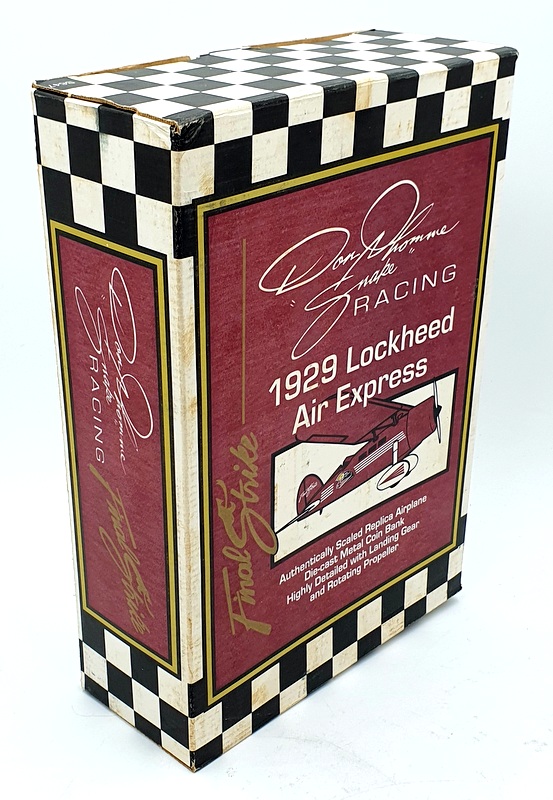 Don Prudhomme
"Snake"
RACING
1929 Lockheed
Air Express
Final Strike
Authentically Scaled Replica Airplane
Die-cast Metal Coin Bank
Highly Detailed with Landing Gear
and Rotating Propeller
Don Prudhomme
"Snake"
RACING
Final Strike